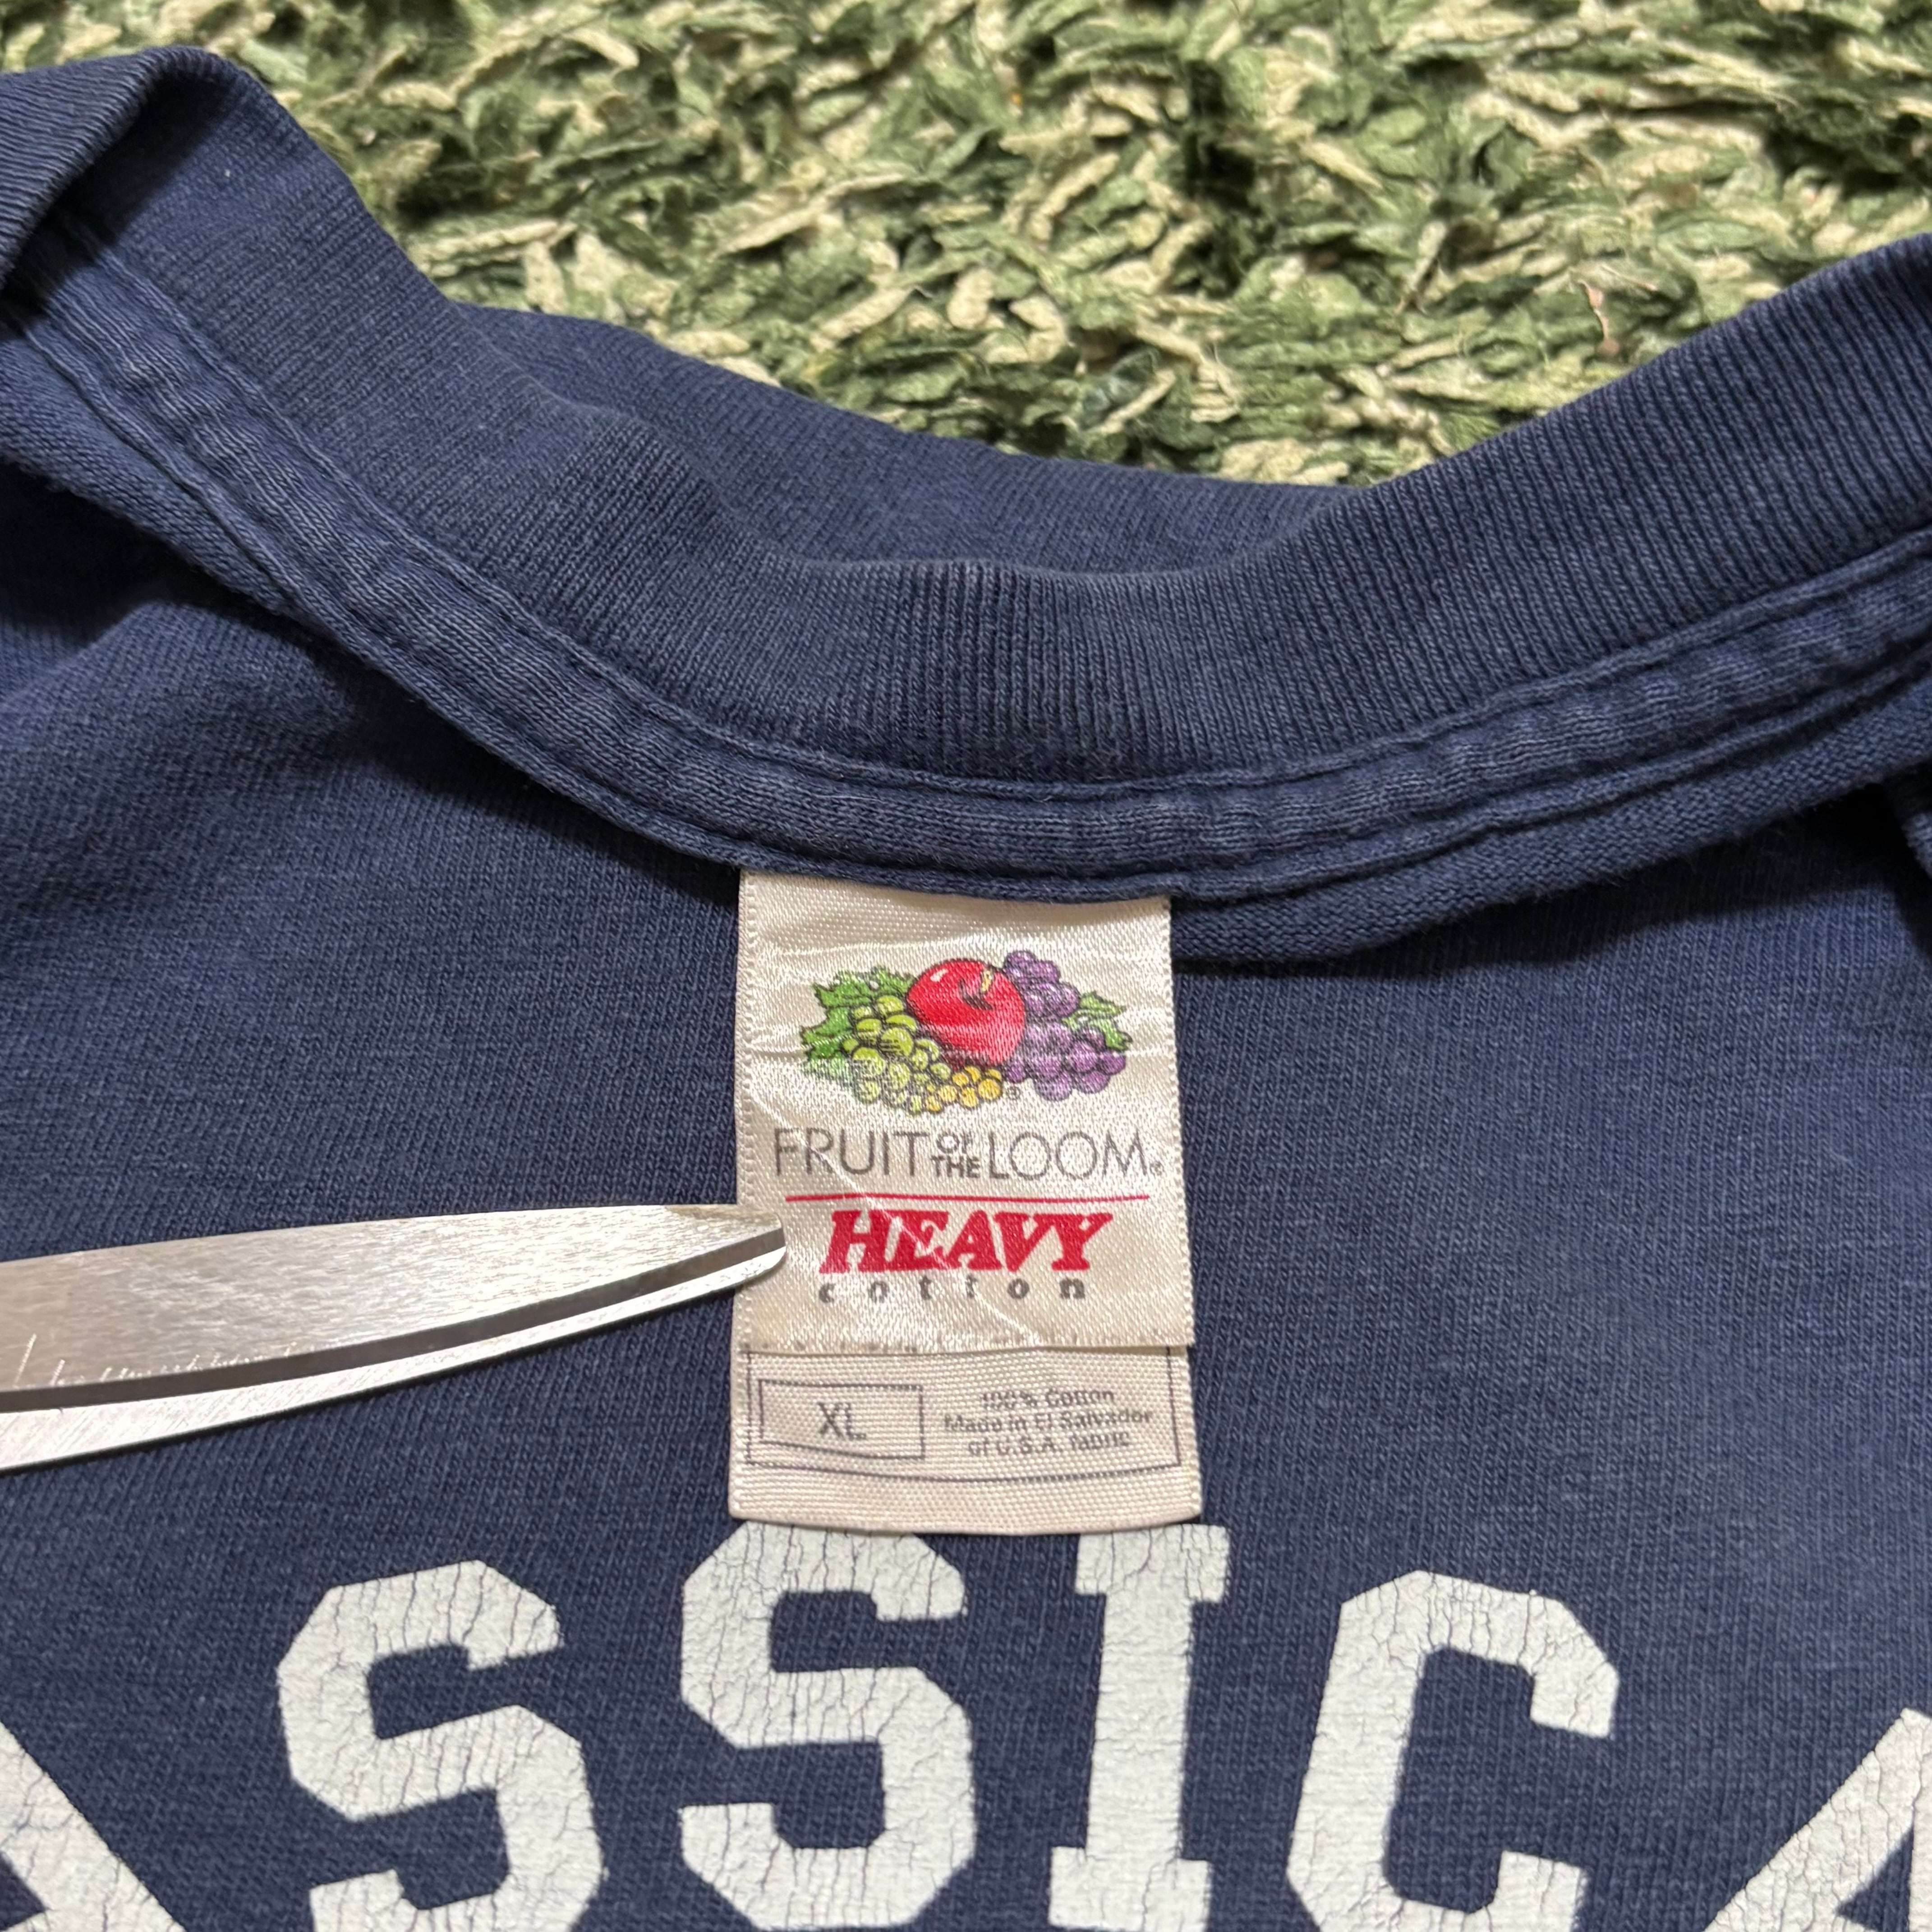 ®
FRUIT OF THE LOOM®
HEAVY
cotton
XL
100% Cotton
Made in El Salvador
of U.S.A. fabric
SSIC